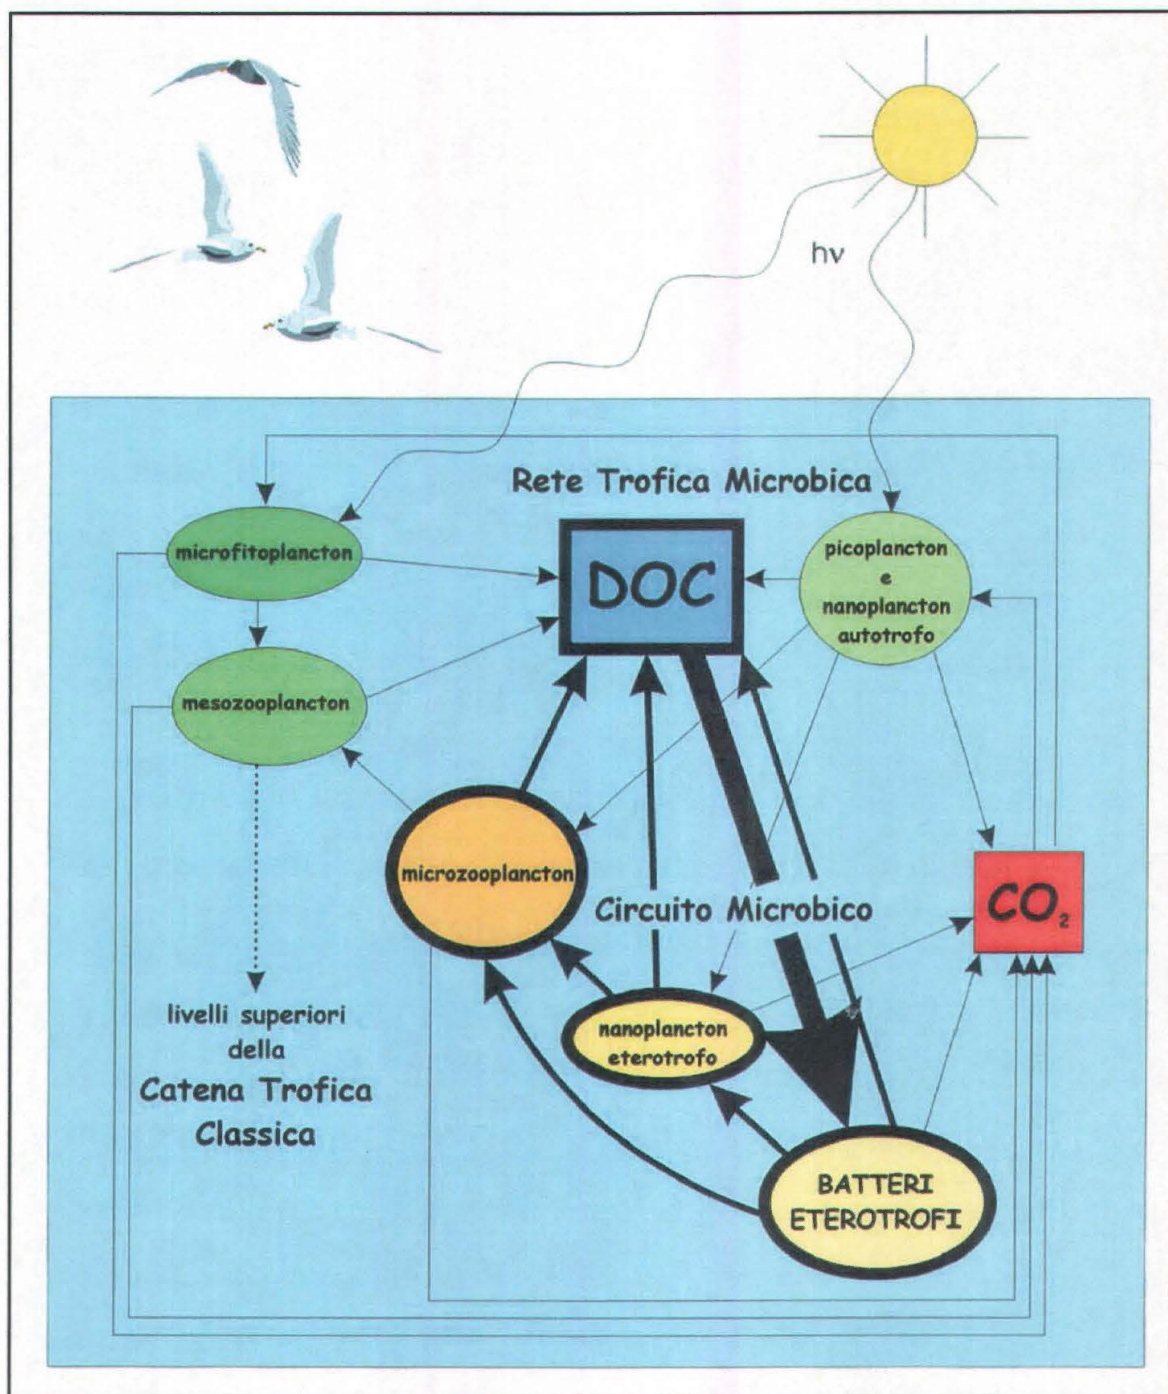 hν
Rete Trofica Microbica
microfitoplancton
DOC
picoplancton
e
nanoplancton
autotrofo
mesozooplancton
microzooplancton
Circuito Microbico
CO₂
livelli superiori
della
Catena Trofica
Classica
nanoplancton
eterotrofo
BATTERI
ETEROTROFI